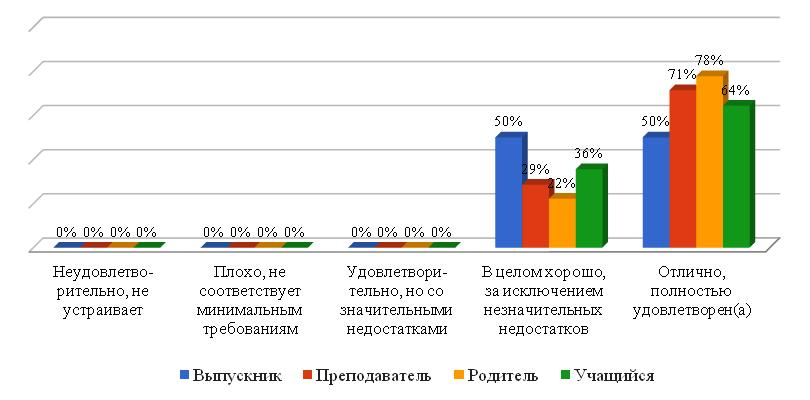 78%
71%
64%
50%
50%
36%
29%
22%
0% 0% 0% 0%
0% 0% 0% 0%
0% 0% 0% 0%
Неудовлетво-
рительно, не
устраивает
Плохо, не
соответствует
минимальным
требованиям
Удовлетвори-
тельно, но со
значительными
недостатками
В целом хорошо,
за исключением
незначительных
недостатков
Отлично,
полностью
удовлетворен(а)
Выпускник Преподаватель Родитель Учащийся